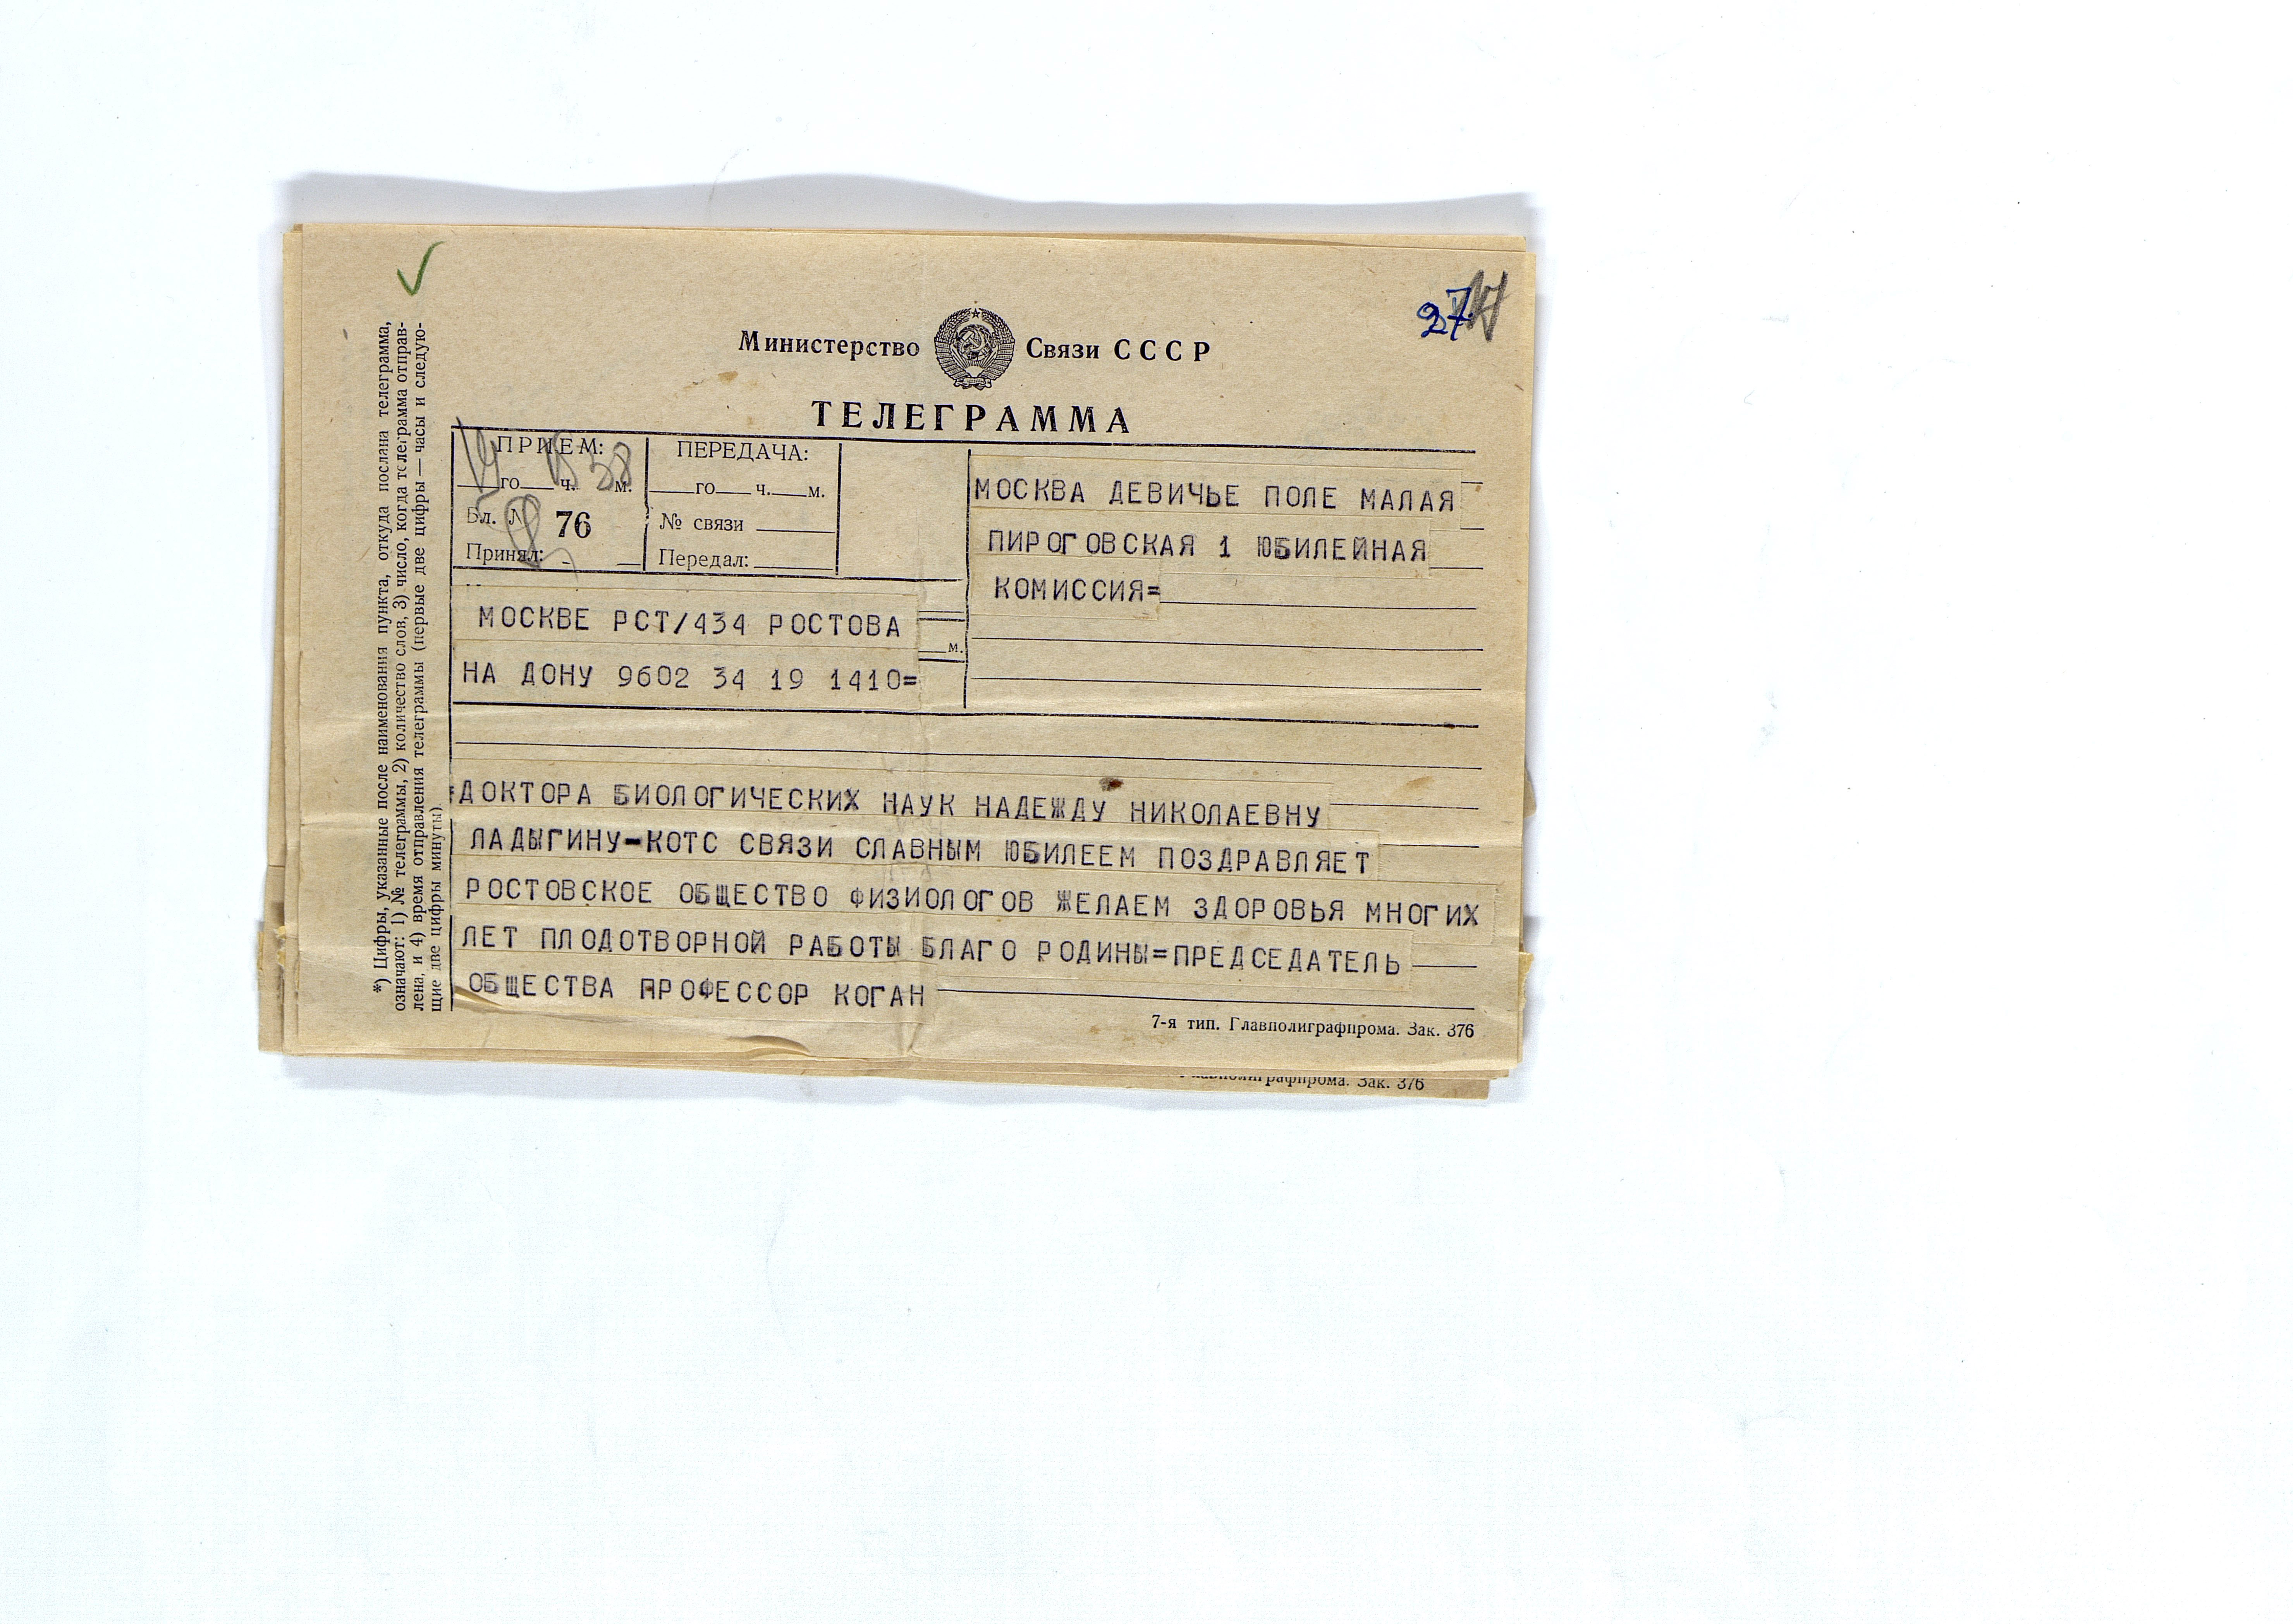 27
Министерство Связи СССР
ТЕЛЕГРАММА
ПРИЕМ:
го ч. м.
Бл. № 76
Принял:
ПЕРЕДАЧА:
го ч. м.
№ связи
Передал:
МОСКВА ДЕВИЧЬЕ ПОЛЕ МАЛАЯ
ПИРОГОВСКАЯ 1 ЮБИЛЕЙНАЯ
КОМИССИЯ=
МОСКВЕ РСТ/434 РОСТОВА
м.
НА ДОНУ 9602 34 19 1410=
=ДОКТОРА БИОЛОГИЧЕСКИХ НАУК НАДЕЖДУ НИКОЛАЕВНУ
ЛАДЫГИНУ-КОТС СВЯЗИ СЛАВНЫМ ЮБИЛЕЕМ ПОЗДРАВЛЯЕТ
РОСТОВСКОЕ ОБЩЕСТВО ФИЗИОЛОГОВ ЖЕЛАЕМ ЗДОРОВЬЯ МНОГИХ
ЛЕТ ПЛОДОТВОРНОЙ РАБОТЫ БЛАГО РОДИНЫ=ПРЕДСЕДАТЕЛЬ
ОБЩЕСТВА ПРОФЕССОР КОГАН
7-я тип. Главполиграфпрома. Зак. 376
Главполиграфпрома. Зак. 376
*) Цифры, указанные после наименования пункта, откуда послана телеграмма,
означают: 1) № телеграммы, 2) количество слов, 3) число, когда телеграмма отправ-
лена, и 4) время отправления телеграммы (первые две цифры — часы и следую-
щие две цифры минуты).